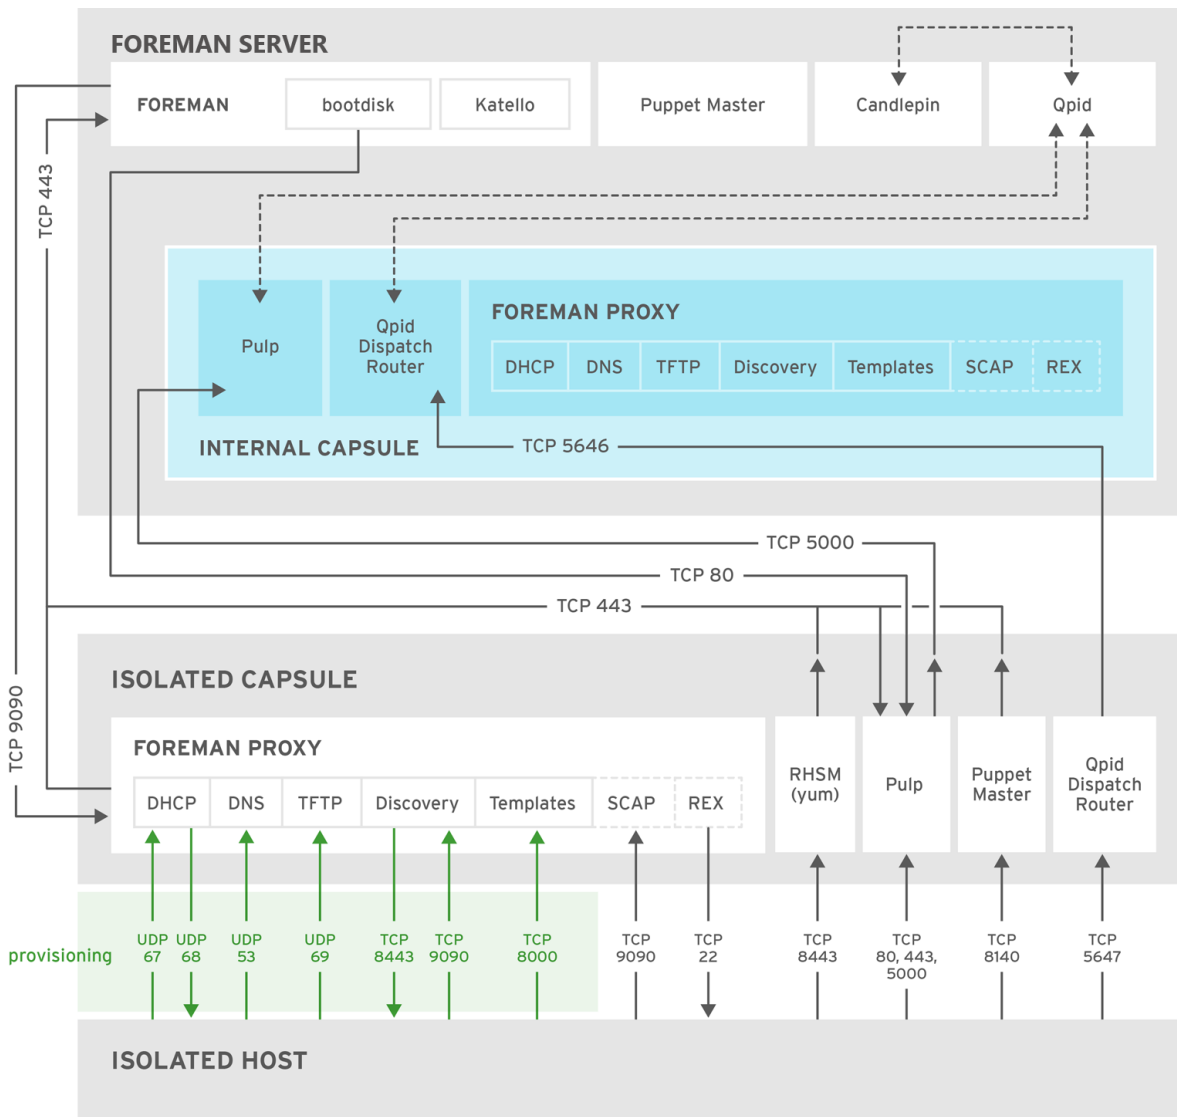 FOREMAN SERVER
FOREMAN
bootdisk
Katello
Puppet Master
Candlepin
Qpid
TCP 443
Pulp
Qpid
Dispatch
Router
FOREMAN PROXY
DHCP
DNS
TFTP
Discovery
Templates
SCAP
REX
INTERNAL CAPSULE
TCP 5646
TCP 5000
TCP 80
TCP 443
TCP 9090
ISOLATED CAPSULE
FOREMAN PROXY
DHCP
DNS
TFTP
Discovery
Templates
SCAP
REX
RHSM
(yum)
Pulp
Puppet
Master
Qpid
Dispatch
Router
provisioning
UDP
67
UDP
68
UDP
53
UDP
69
TCP
8443
TCP
9090
TCP
8000
TCP
9090
TCP
22
TCP
8443
TCP
80, 443,
5000
TCP
8140
TCP
5647
ISOLATED HOST